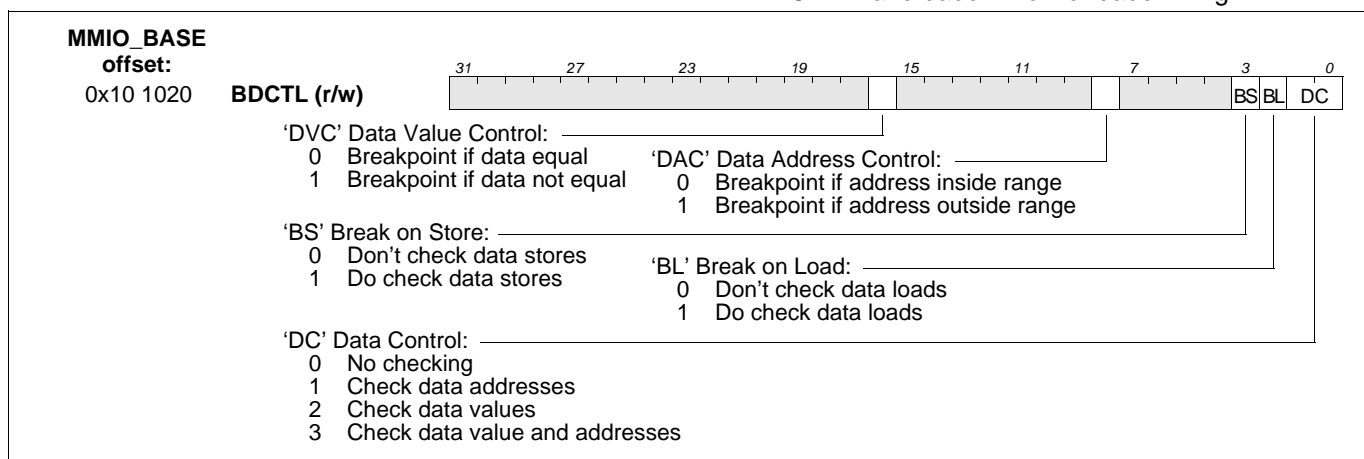 MMIO_BASE
offset:
31 27 23 19 15 11 7 3 0
0x10 1020 BDCTL (r/w) BS BL DC
‘DVC’ Data Value Control:
0 Breakpoint if data equal
1 Breakpoint if data not equal
‘DAC’ Data Address Control:
0 Breakpoint if address inside range
1 Breakpoint if address outside range
‘BS’ Break on Store:
0 Don't check data stores
1 Do check data stores
‘BL’ Break on Load:
0 Don't check data loads
1 Do check data loads
‘DC’ Data Control:
0 No checking
1 Check data addresses
2 Check data values
3 Check data value and addresses